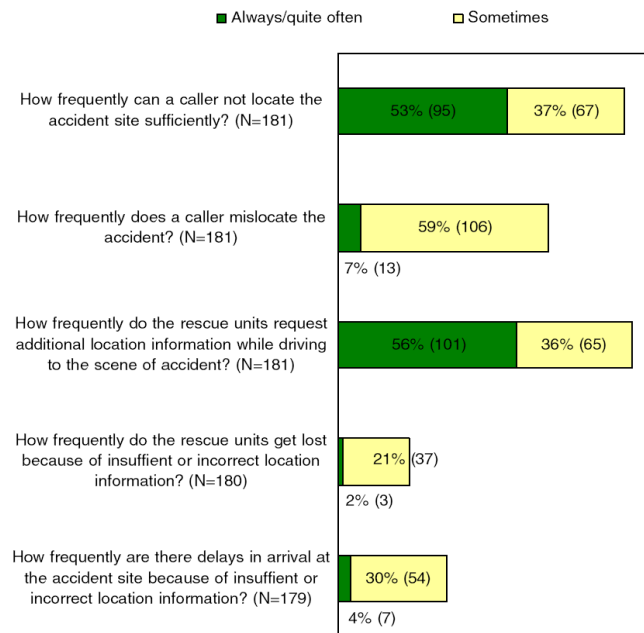 Always/quite often Sometimes
How frequently can a caller not locate the
accident site sufficiently? (N=181)
53% (95) 37% (67)
How frequently does a caller mislocate the
accident? (N=181)
59% (106)
7% (13)
How frequently do the rescue units request
additional location information while driving
to the scene of accident? (N=181)
56% (101) 36% (65)
How frequently do the rescue units get lost
because of insuffient or incorrect location
information? (N=180)
21% (37)
2% (3)
How frequently are there delays in arrival at
the accident site because of insuffient or
incorrect location information? (N=179)
30% (54)
4% (7)